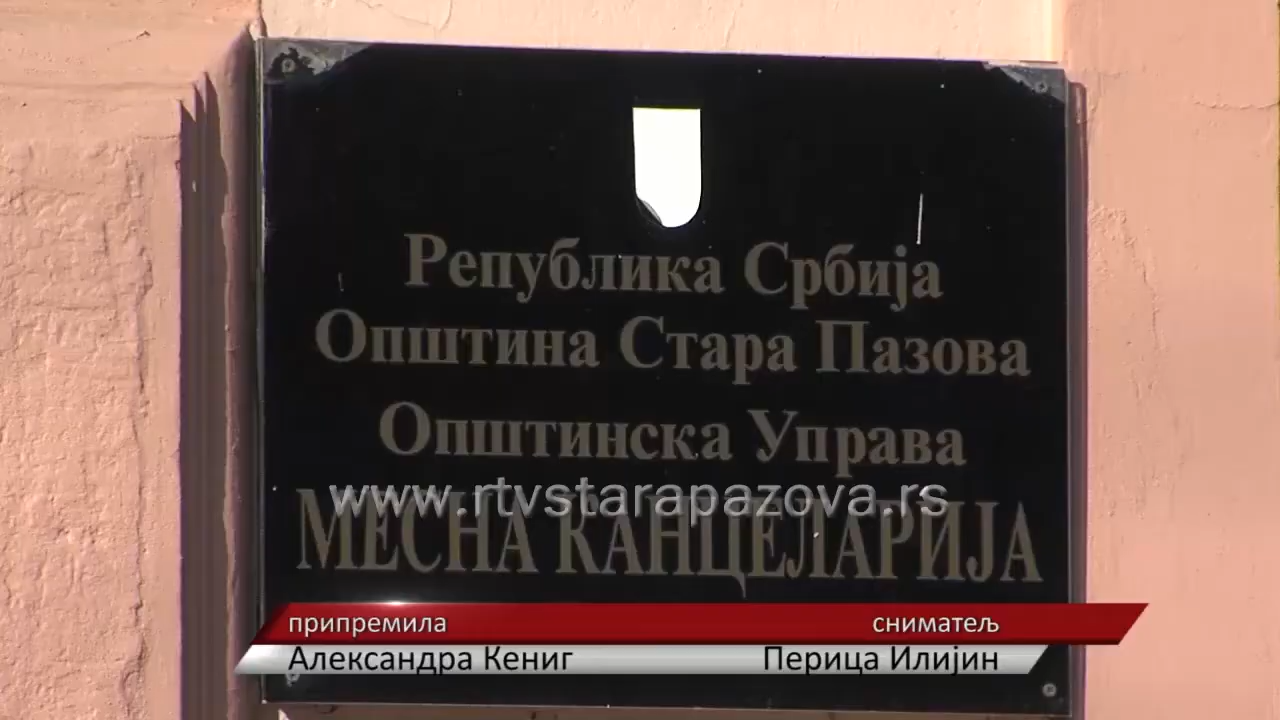 Република Србија
Општина Стара Пазова
Општинска Управа
www.rtvstarapazova.rs
МЕСНА КАНЦЕЛАРИЈА
припремила
сниматељ
Александра Кениг
Перица Илијин